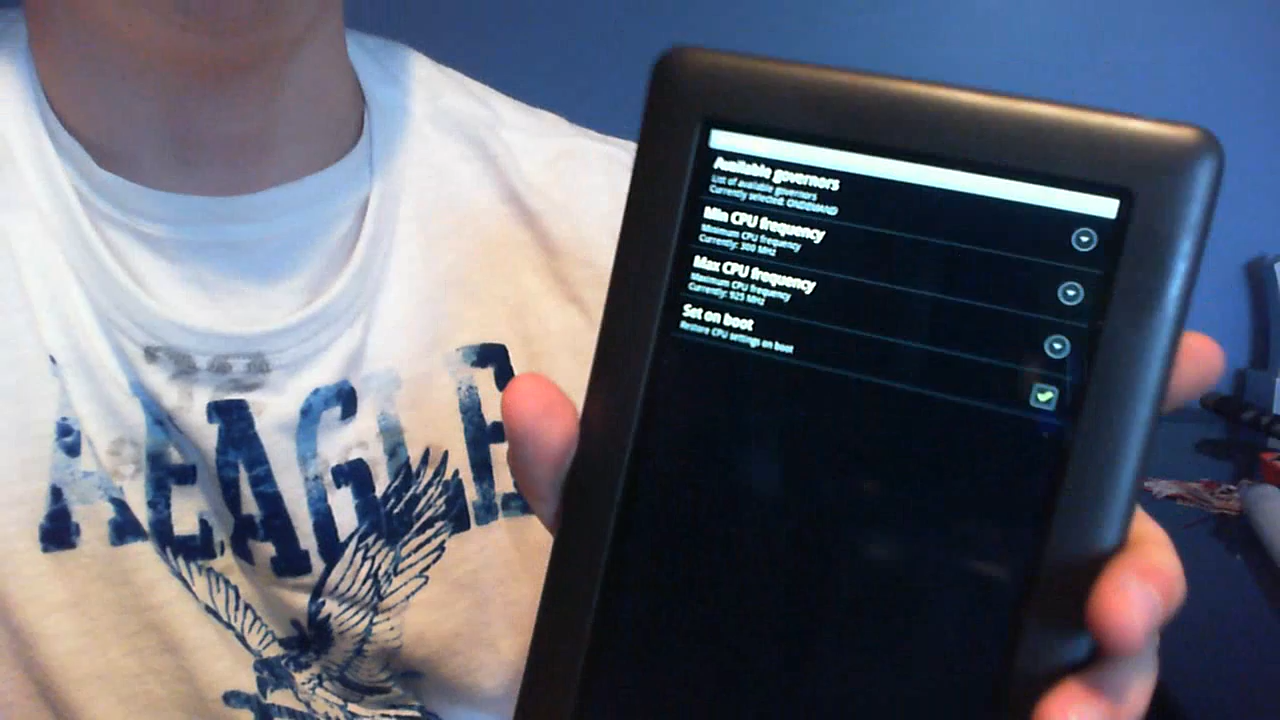 AEAGLE
Available governors
List of available governors
Currently selected: ONDEMAND
Min CPU frequency
Minimum CPU frequency
Currently: 300 MHz
Max CPU frequency
Maximum CPU frequency
Currently: 925 MHz
Set on boot
Restore CPU settings on boot